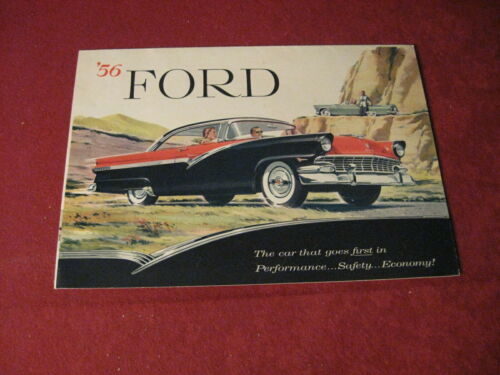 '56 FORD
The car that goes first in
Performance...Safety...Economy!